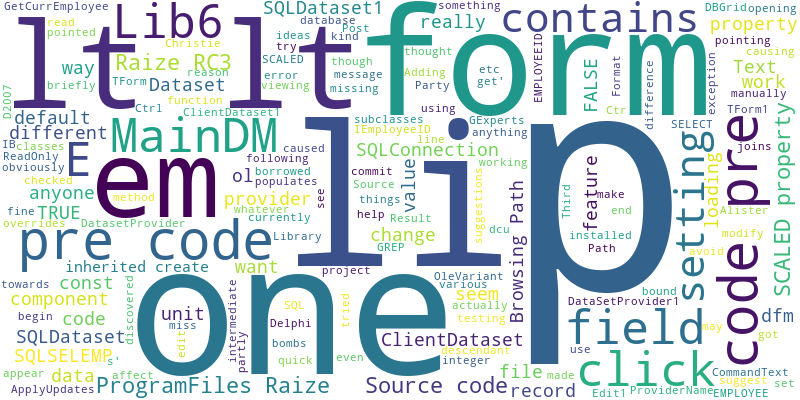 GetCurrEmployee
read
pointed
Christie
Lib6
Raize RC3
way
briefly
Dataset
reason
function
TForm
Ctrl
D2007
default
different
IB
classes
ReadOnly
obviously
checked
fine
TRUE
method
overrides
DatasetProvider
whatever
MainDM
E
em
anyone
lt
lt
SQLDataset1
database
ideas
Post
try
kind
SCALED
though
error
message
viewing
missing
ClientDataset1
really
thought
Adding
Party
something
form
etc
get'
using
contains
DBGrid
opening
property
pointing
causing
Text
work
EMPLOYEEID
Format
FALSE
difference
exception
manually
Ctr
TForm1
SELECT
joins
subclasses
GExperts
IEmployeeID
anything
line
SQLConnection
working
caused
following
ol
borrowed
see
commit
provider
populates
Source
things
value
currently
help
Result
suggestions
Library
change
GREP
dcu
li
p
Third
make
feature
end
installed
Path
Browsing Path
setting
loading
code pre
Alister
modify
avoid
SCALED property
pre code
inherited create
want
project
OleVariant
various
towards
const
component
discovered
unit
intermediate
partly
SQL
tried
seem
actually
bound
may
got
begin
code
Delphi
testing
DataSetProvider1
field
dfm
SQLDataset
miss
edit
bombs
ClientDataset
descendant
SQLSELEMP
s'
quick
even
integer
use
suggest
data
one
click
CommandText
appear
affect
file
made
set
ApplyUpdates
ProgramFiles Raize
Source code
record
Edit1
ProviderName
EMPLOYEE